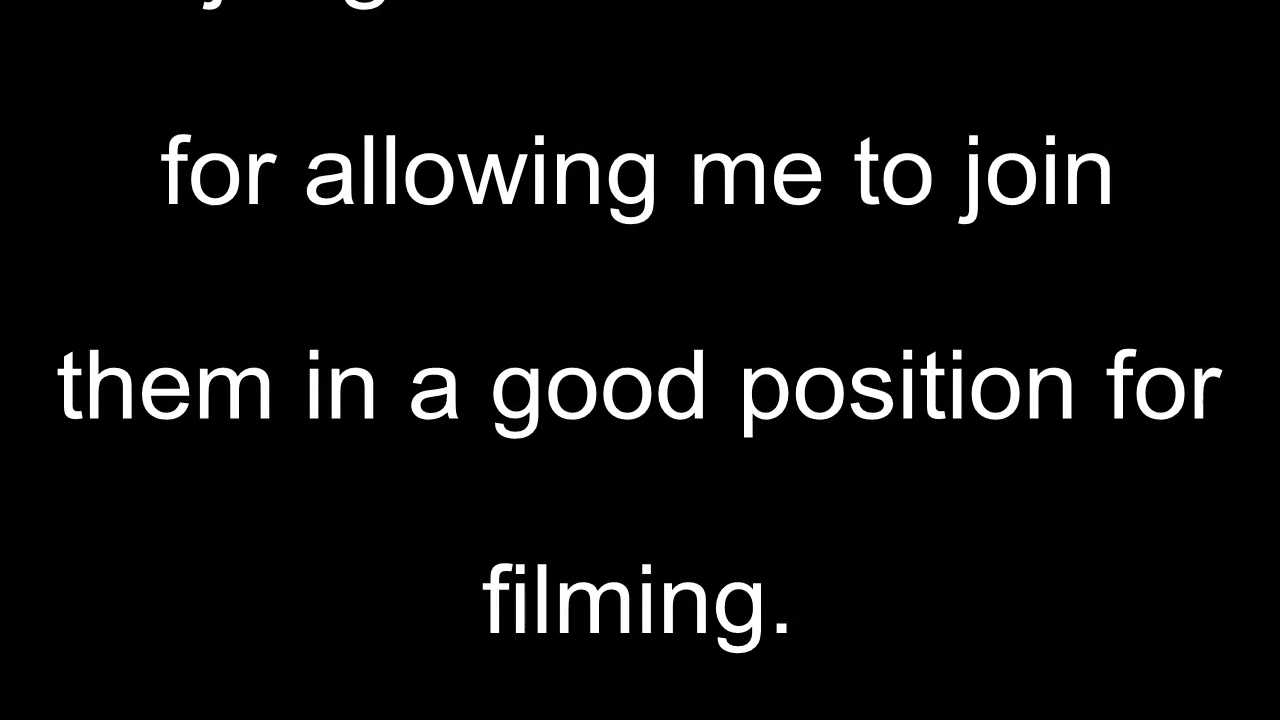 for allowing me to join
them in a good position for
filming.